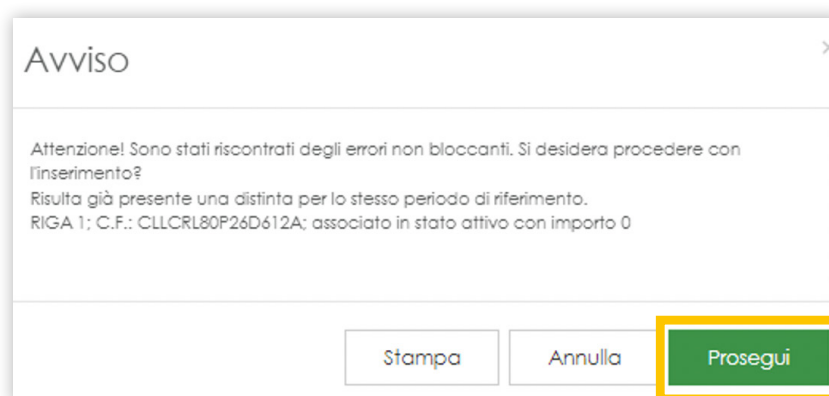 Avviso
Attenzione! Sono stati riscontrati degli errori non bloccanti. Si desidera procedere con
l'inserimento?
Risulta già presente una distinta per lo stesso periodo di riferimento.
RIGA 1; C.F.: CLLCRL80P26D612A; associato in stato attivo con importo 0
Stampa Annulla Prosegui